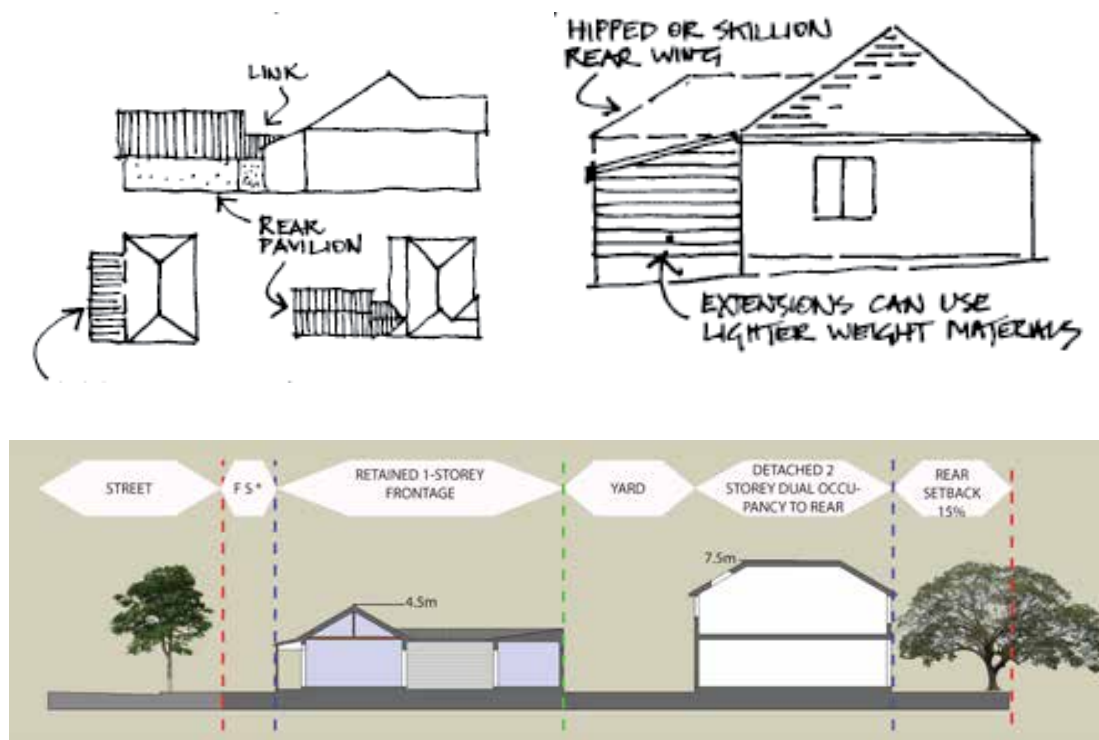 LINK
REAR
PAVILION
HIPPED OR SKILLION
REAR WING
EXTENSIONS CAN USE
LIGHTER WEIGHT MATERIALS
STREET
F S*
RETAINED 1-STOREY
FRONTAGE
YARD
DETACHED 2
STOREY DUAL OCCU-
PANCY TO REAR
REAR
SETBACK
15%
4.5m
7.5m